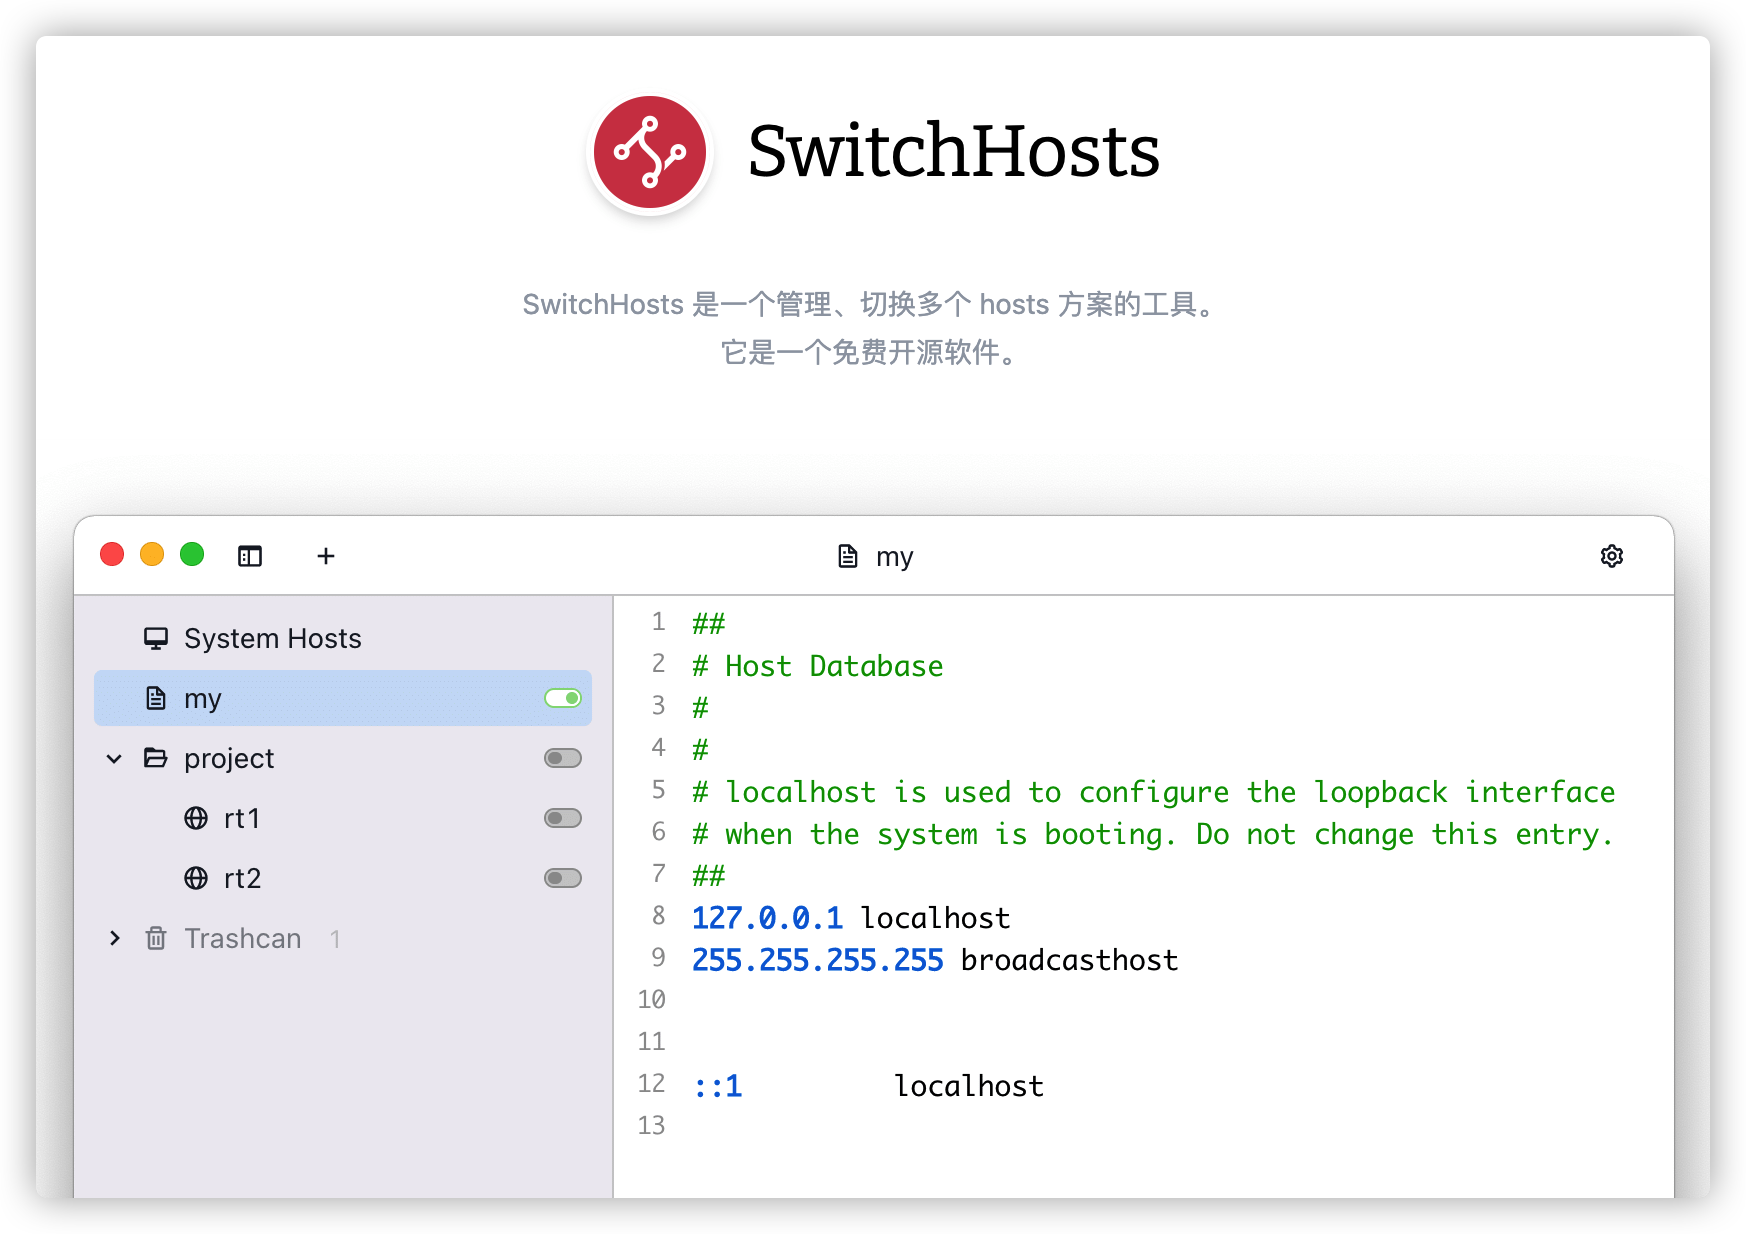 SwitchHosts
SwitchHosts 是一个管理、切换多个 hosts 方案的工具。
它是一个免费开源软件。
my
System Hosts
my
project
rt1
rt2
Trashcan 1
1 ##
2 # Host Database
3 #
4 #
5 # localhost is used to configure the loopback interface
6 # when the system is booting. Do not change this entry.
7 ##
8 127.0.0.1 localhost
9 255.255.255.255 broadcasthost
10
11
12 ::1         localhost
13